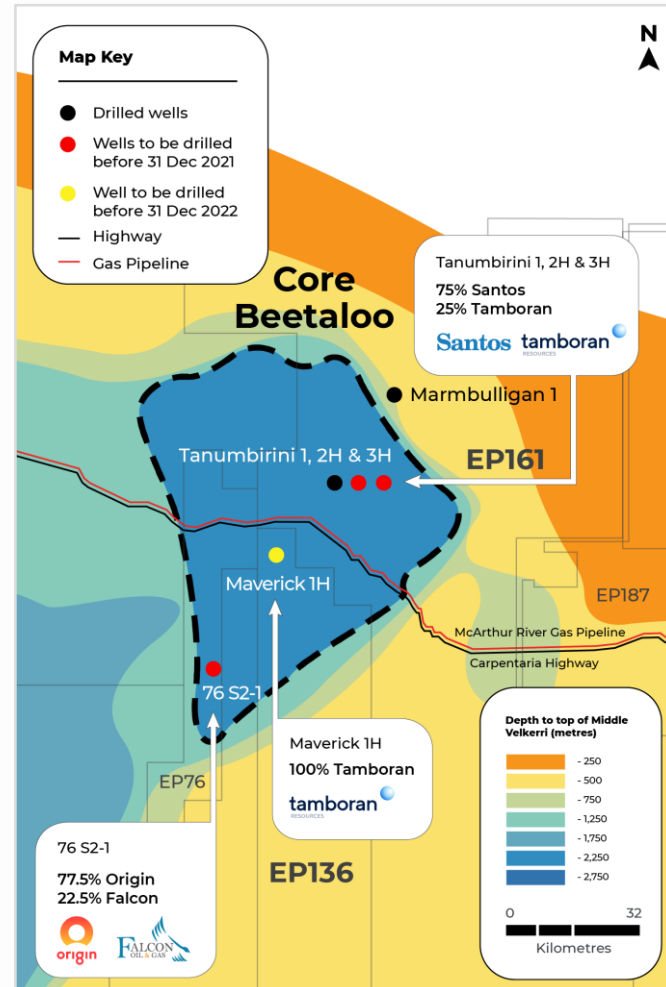 Map Key
Drilled wells
Wells to be drilled
before 31 Dec 2021
Well to be drilled
before 31 Dec 2022
Highway
Gas Pipeline
N
Core
Beetaloo
Tanumbirini 1, 2H & 3H
75% Santos
25% Tamboran
Santos tamboran
RESOURCES
Marmbulligan 1
Tanumbirini 1, 2H & 3H
EP161
Maverick 1H
EP187
McArthur River Gas Pipeline
Carpentaria Highway
76 S2-1
EP76
Maverick 1H
100% Tamboran
tamboran
RESOURCES
EP136
76 S2-1
77.5% Origin
22.5% Falcon
origin
FALCON
OIL & GAS
Depth to top of Middle
Velkerri (metres)
- 250
- 500
- 750
- 1,250
- 1,750
- 2,250
- 2,750
0 32
Kilometres